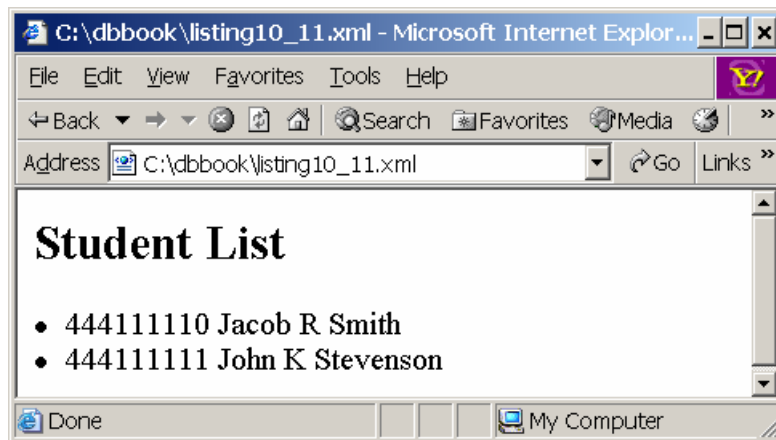 C:\dbbook\listing10_11.xml - Microsoft Internet Explor...
File Edit View Favorites Tools Help
Y!
Back Search Favorites Media »
Address C:\dbbook\listing10_11.xml Go Links »
Student List
• 444111110 Jacob R Smith
• 444111111 John K Stevenson
Done My Computer